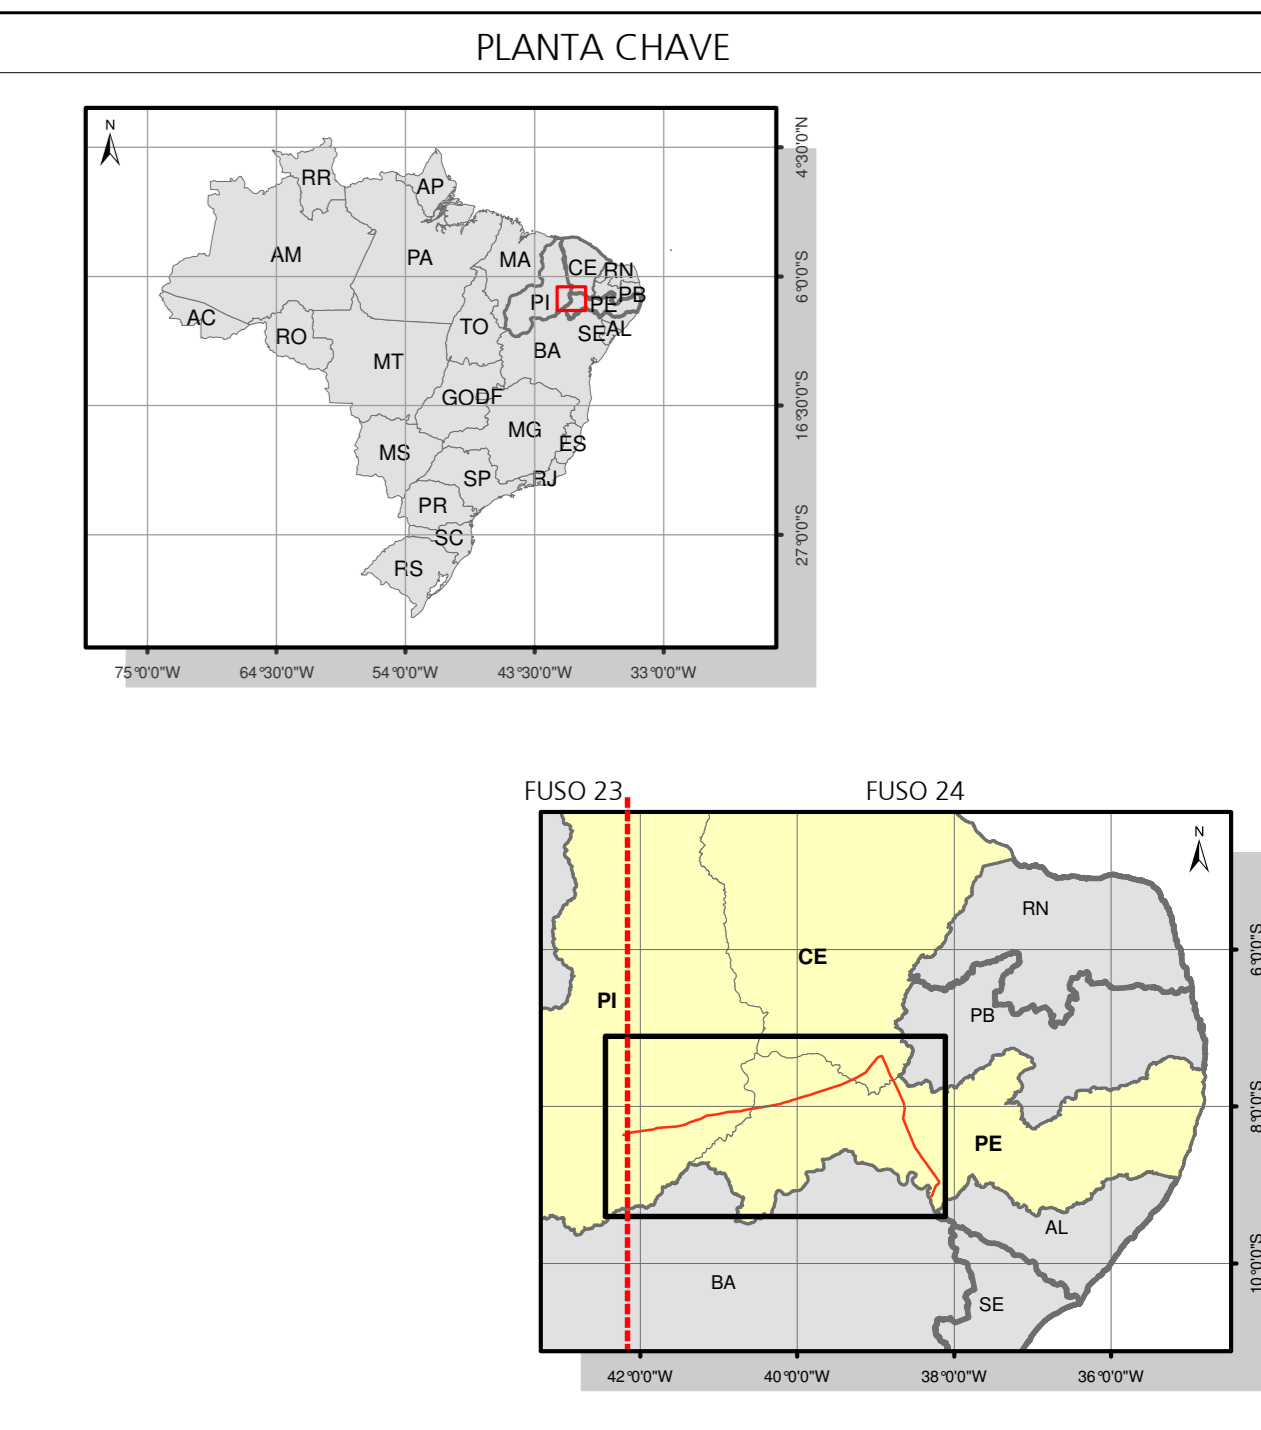 PLANTA CHAVE
N
4°30'0"N
RR
AP
AM
PA
MA
CE
RN
6°0'0"S
PI
PE
PB
AC
RO
TO
SE
AL
MT
BA
GO
DF
16°30'0"S
MG
ES
MS
SP
RJ
PR
SC
27°0'0"S
RS
75°0'0"W
64°30'0"W
54°0'0"W
43°30'0"W
33°0'0"W
FUSO 23
FUSO 24
N
RN
CE
6°0'0"S
PI
PB
8°0'0"S
PE
AL
BA
10°0'0"S
SE
42°0'0"W
40°0'0"W
38°0'0"W
36°0'0"W